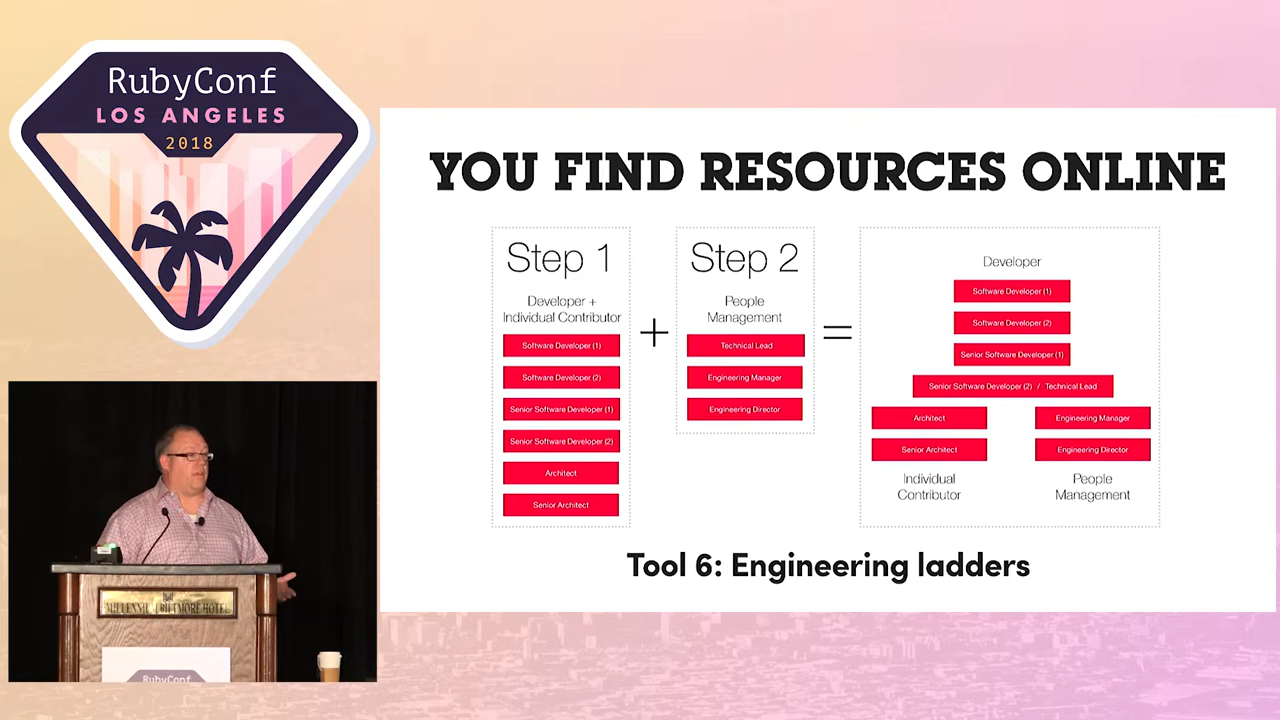 RubyConf
LOS ANGELES
2018
YOU FIND RESOURCES ONLINE
Step 1
Developer +
Individual Contributor
Software Developer (1)
Software Developer (2)
Senior Software Developer (1)
Senior Software Developer (2)
Architect
Senior Architect
+
Step 2
People
Management
Technical Lead
Engineering Manager
Engineering Director
=
Developer
Software Developer (1)
Software Developer (2)
Senior Software Developer (1)
Senior Software Developer (2) / Technical Lead
Architect
Senior Architect
Individual
Contributor
Engineering Manager
Engineering Director
People
Management
Tool 6: Engineering ladders
MILLENNIUM BILTMORE HOTEL
RubyConf